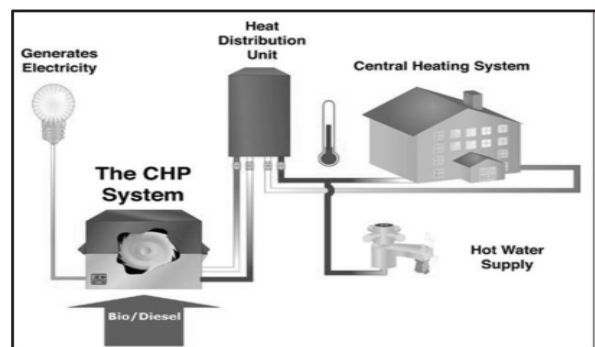 Generates
Electricity
Heat
Distribution
Unit
Central Heating System
The CHP
System
Hot Water
Supply
Bio/Diesel